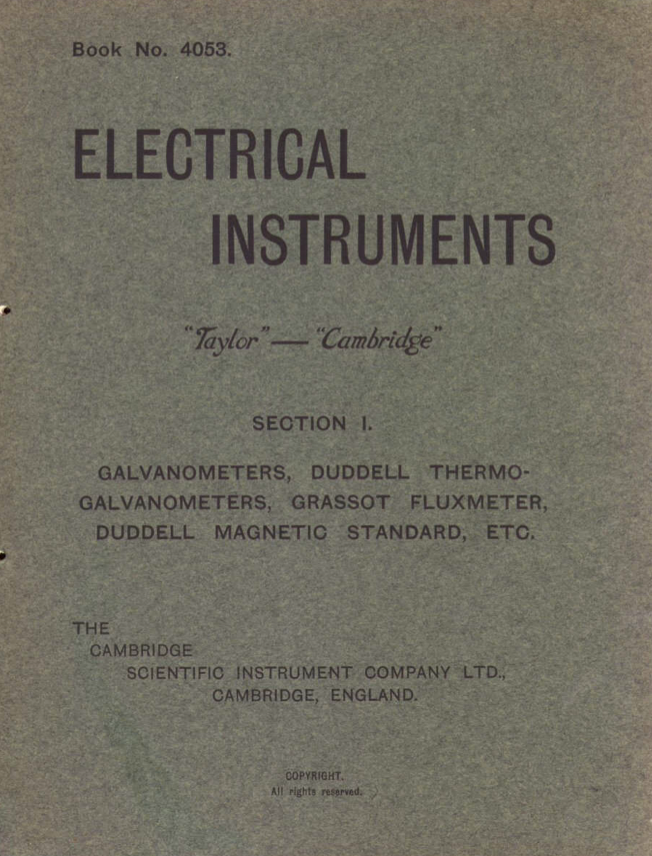 Book No. 4053.
ELECTRICAL
INSTRUMENTS
"Taylor" — "Cambridge"
SECTION I.
GALVANOMETERS, DUDDELL THERMO-
GALVANOMETERS, GRASSOT FLUXMETER,
DUDDELL MAGNETIC STANDARD, ETC.
THE
CAMBRIDGE
SCIENTIFIC INSTRUMENT COMPANY LTD.,
CAMBRIDGE, ENGLAND.
COPYRIGHT.
All rights reserved.